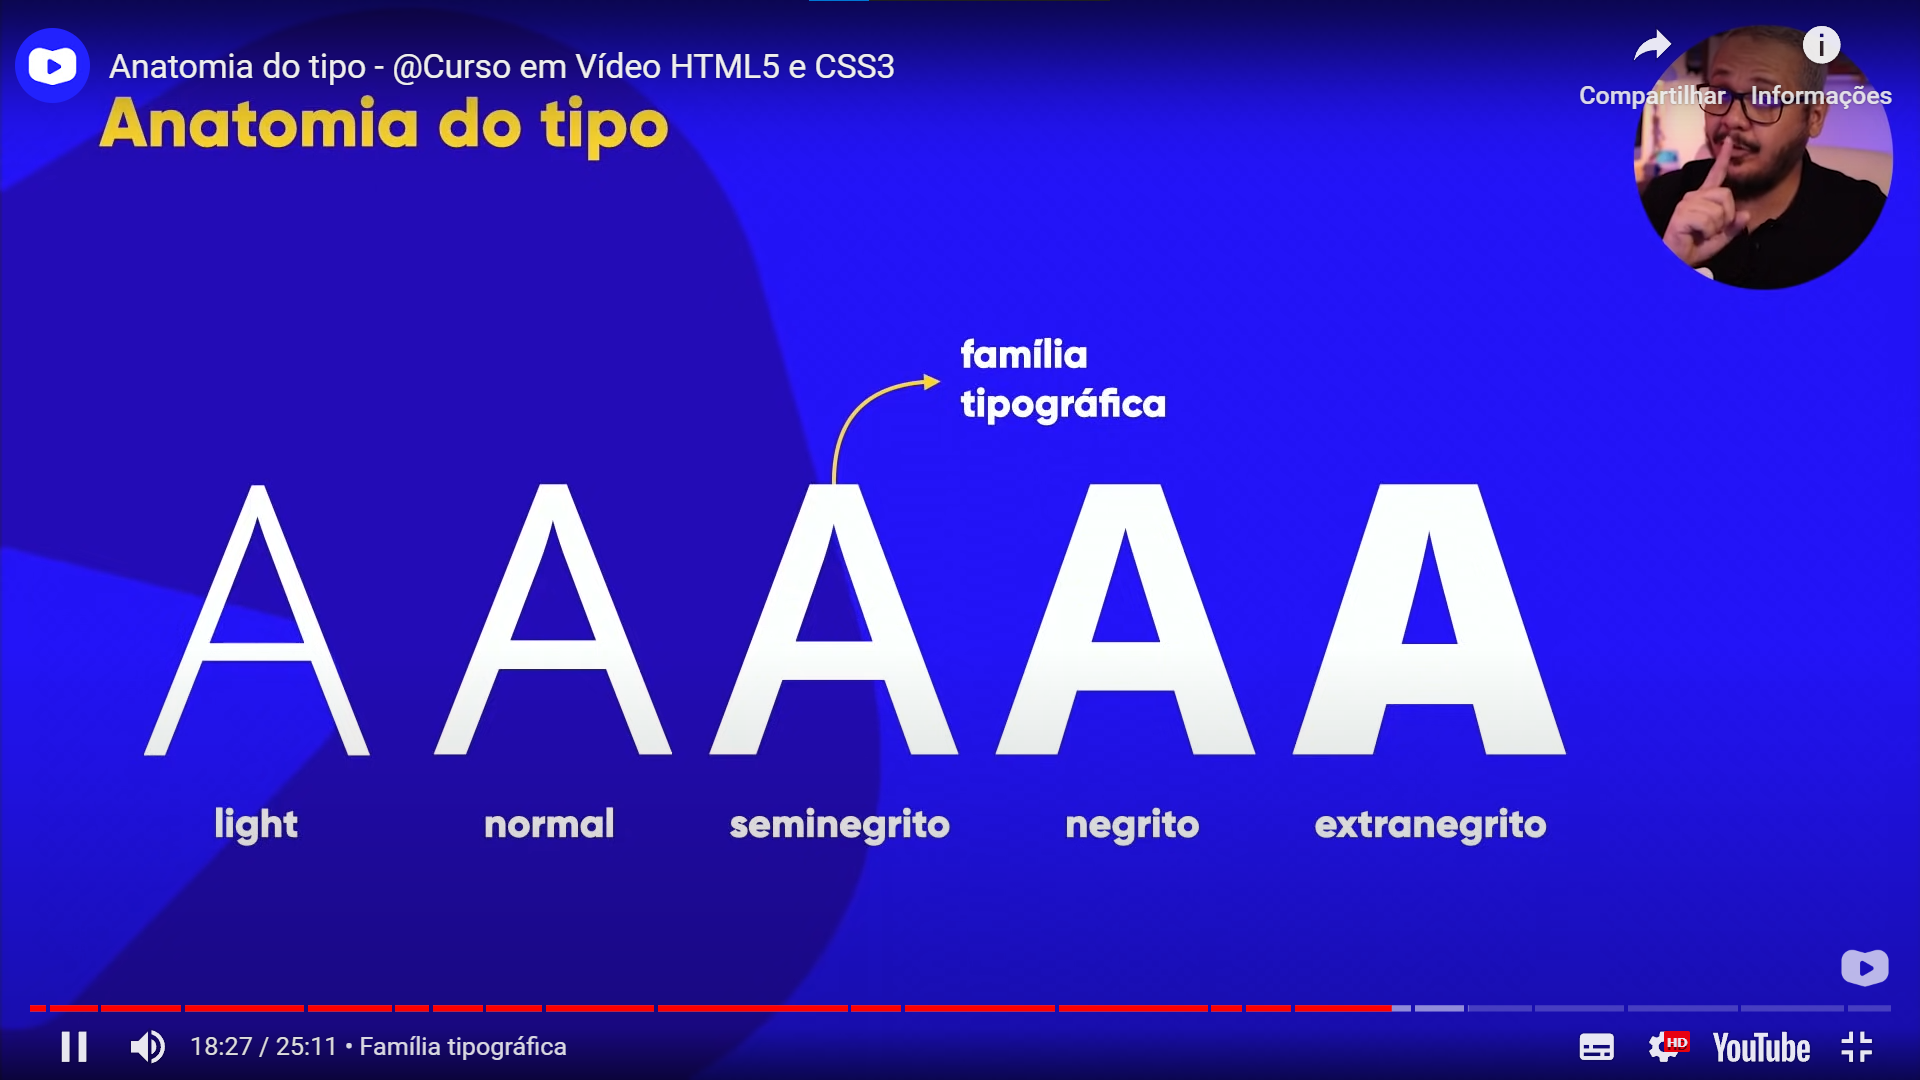 Anatomia do tipo - @Curso em Vídeo HTML5 e CSS3
Compartilhar
Informações
Anatomia do tipo
família
tipográfica
A A A A A
light normal seminegrito negrito extranegrito
18:27 / 25:11 • Família tipográfica
HD
YouTube